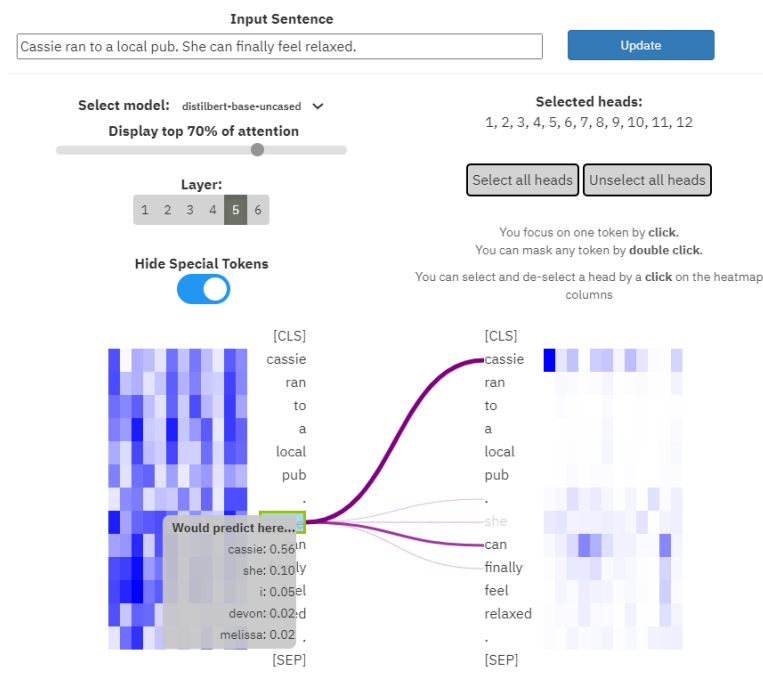 Input Sentence
Cassie ran to a local pub. She can finally feel relaxed.
Update
Select model: distilbert-base-uncased
Display top 70% of attention
Layer:
1 2 3 4 5 6
Hide Special Tokens
Selected heads:
1, 2, 3, 4, 5, 6, 7, 8, 9, 10, 11, 12
Select all heads Unselect all heads
You focus on one token by click.
You can mask any token by double click.
You can select and de-select a head by a click on the heatmap
columns
[CLS]
cassie
ran
to
a
local
pub
.
e
an
ly
el
ed
.
[SEP]
Would predict here...
cassie: 0.56
she: 0.10
i: 0.05
devon: 0.02
melissa: 0.02
[CLS]
cassie
ran
to
a
local
pub
.
she
can
finally
feel
relaxed
.
[SEP]